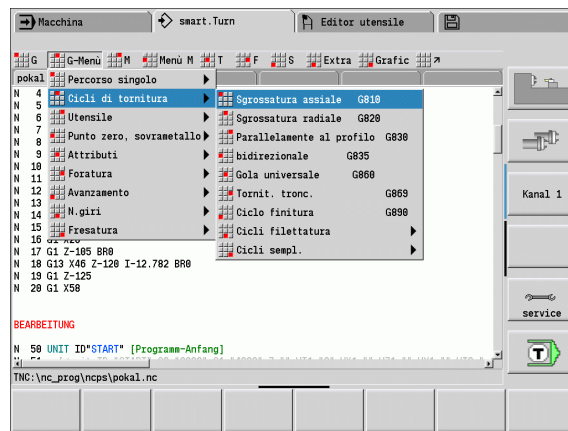 Macchina
smart.Turn
Editor utensile
G
G-Menù
M
Menù M
T
F
S
Extra
Grafic
pokal
Percorso singolo
Cicli di tornitura
Utensile
Punto zero, sovrametallo
Attributi
Foratura
Avanzamento
N.giri
Fresatura
Sgrossatura assiale G810
Sgrossatura radiale G820
Parallelamente al profilo G830
bidirezionale G835
Gola universale G860
Tornit. tronc. G869
Ciclo finitura G890
Cicli filettatura
Cicli sempl.
N 4
N 5
N 6
N 7
N 8
N 9
N 10
N 11
N 12
N 13
N 14
N 15
N 16 G1 X26
N 17 G1 Z-105 BR0
N 18 G13 X46 Z-120 I-12.782 BR0
N 19 G1 Z-125
N 20 G1 X58
BEARBEITUNG
N 50 UNIT ID"START" [Programm-Anfang]
TNC:\nc_prog\ncps\pokal.nc
Kanal 1
service
T